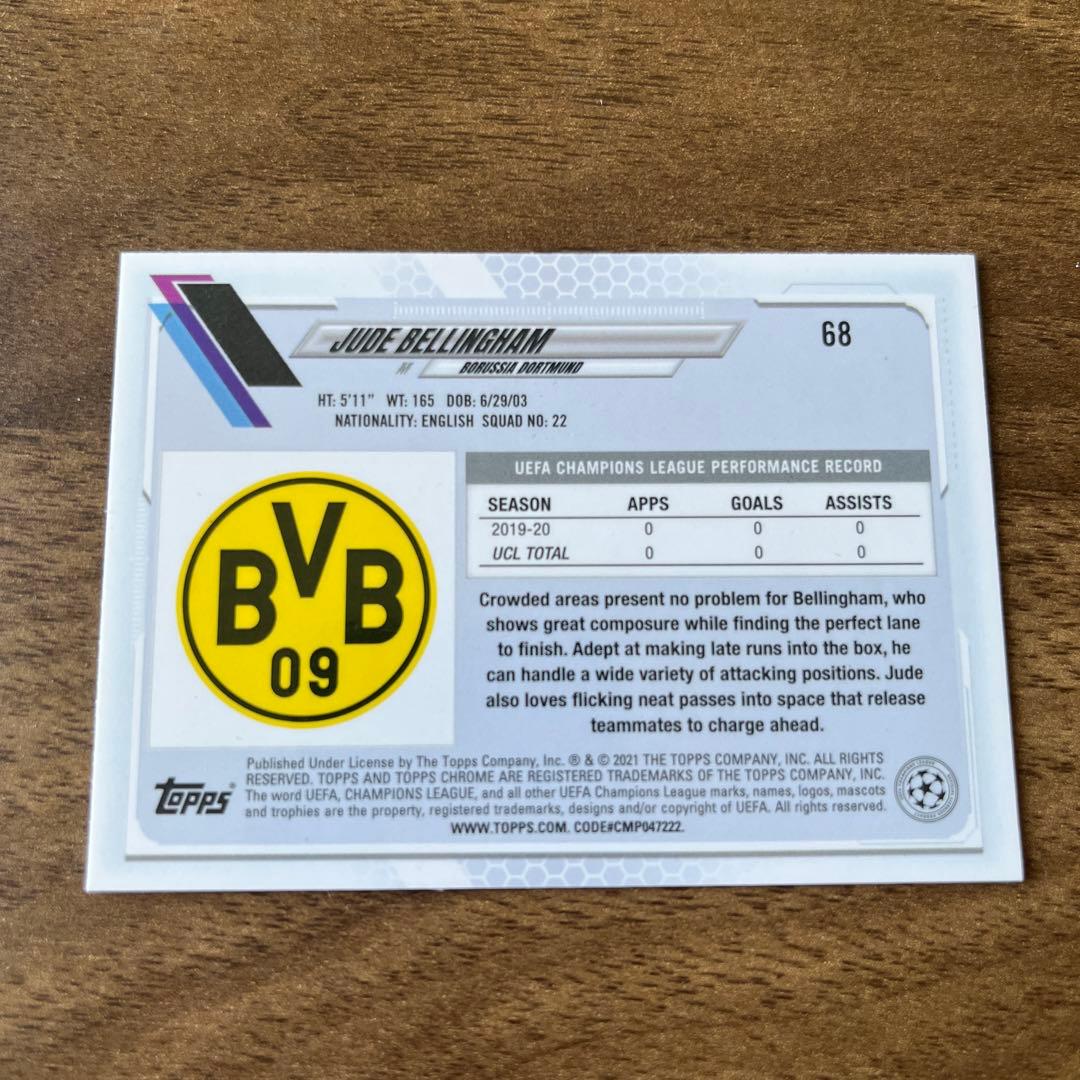 JUDE BELLINGHAM
68
M BORUSSIA DORTMUND
HT: 5'11" WT: 165 DOB: 6/29/03
NATIONALITY: ENGLISH SQUAD NO: 22
BVB
09
UEFA CHAMPIONS LEAGUE PERFORMANCE RECORD
SEASON APPS GOALS ASSISTS
2019-20 0 0 0
UCL TOTAL 0 0 0
Crowded areas present no problem for Bellingham, who
shows great composure while finding the perfect lane
to finish. Adept at making late runs into the box, he
can handle a wide variety of attacking positions. Jude
also loves flicking neat passes into space that release
teammates to charge ahead.
Published Under License by The Topps Company, Inc. ® & © 2021 THE TOPPS COMPANY, INC. ALL RIGHTS
RESERVED. TOPPS AND TOPPS CHROME ARE REGISTERED TRADEMARKS OF THE TOPPS COMPANY, INC.
The word UEFA, CHAMPIONS LEAGUE, and all other UEFA Champions League marks, names, logos, mascots
and trophies are the property, registered trademarks, designs and/or copyright of UEFA. All rights reserved.
WWW.TOPPS.COM. CODE#CMP047222.
topps®